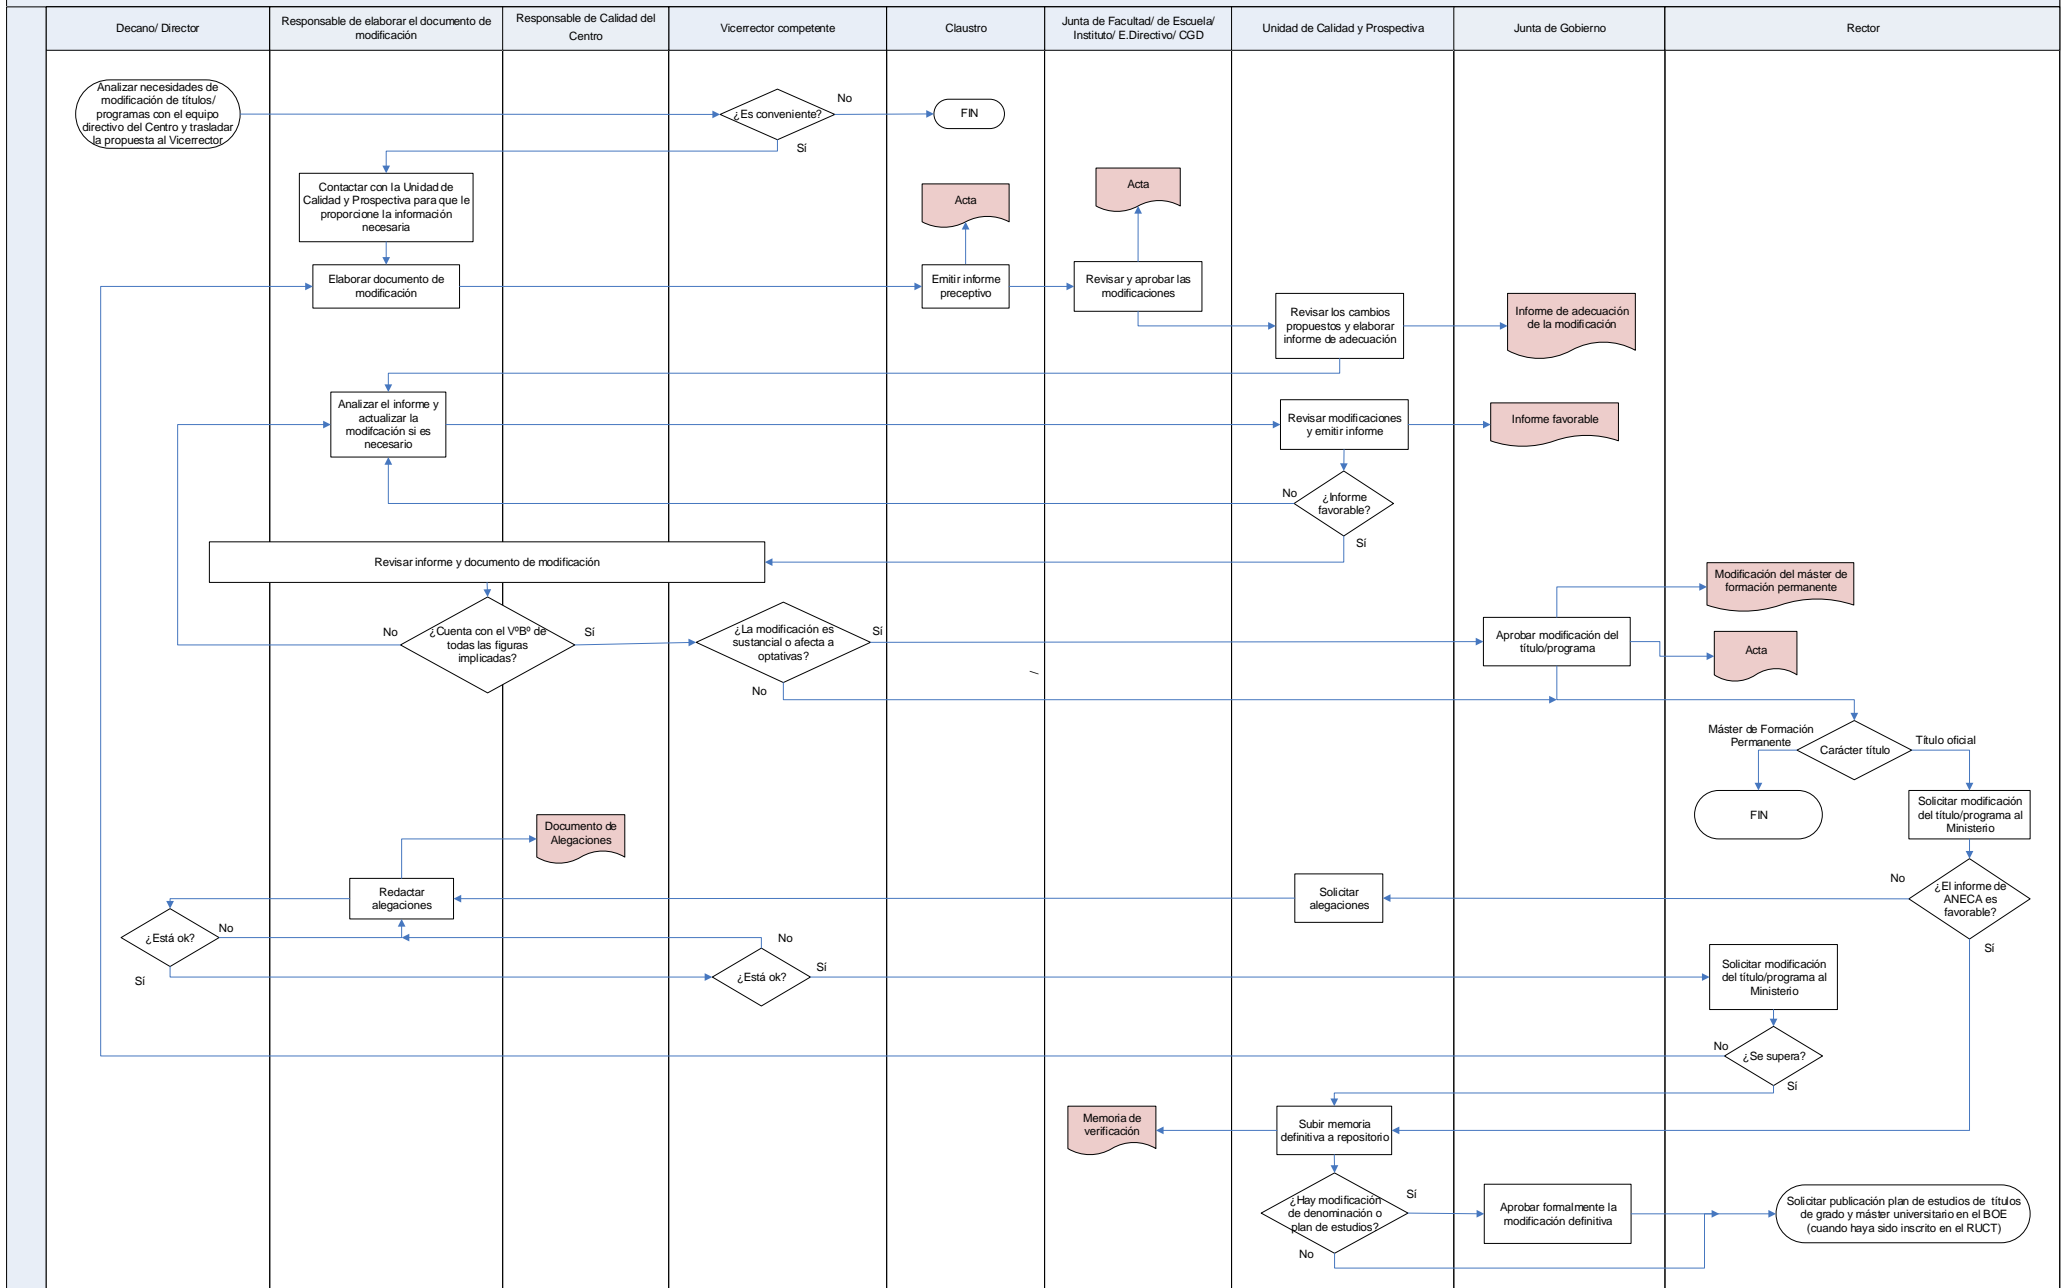 Decano/ Director
Responsable de elaborar el documento de
modificación
Responsable de Calidad del
Centro
Vicerrector competente
Claustro
Junta de Facultad/ de Escuela/
Instituto/ E.Directivo/ CGD
Unidad de Calidad y Prospectiva
Junta de Gobierno
Rector
Analizar necesidades de
modificación de títulos/
programas con el equipo
directivo del Centro y trasladar
la propuesta al Vicerrector
¿Es conveniente?
No
FIN
Sí
Contactar con la Unidad de
Calidad y Prospectiva para que le
proporcione la información
necesaria
Acta
Acta
Elaborar documento de
modificación
Emitir informe
preceptivo
Revisar y aprobar las
modificaciones
Revisar los cambios
propuestos y elaborar
informe de adecuación
Informe de adecuación
de la modificación
Analizar el informe y
actualizar la
modifcación si es
necesario
Revisar modificaciones
y emitir informe
Informe favorable
No
¿Informe
favorable?
Sí
Revisar informe y documento de modificación
Modificación del máster de
formación permanente
No
¿Cuenta con el VºBº de
todas las figuras
implicadas?
Sí
¿La modificación es
sustancial o afecta a
optativas?
Sí
No
Aprobar modificación del
título/programa
Acta
Máster de Formación
Permanente
Carácter título
Título oficial
FIN
Solicitar modificación
del título/programa al
Ministerio
Documento de
Alegaciones
Redactar
alegaciones
Solicitar
alegaciones
No
¿El informe de
ANECA es
favorable?
Sí
¿Está ok?
No
Sí
No
¿Está ok?
Sí
Solicitar modificación
del título/programa al
Ministerio
No
¿Se supera?
Sí
Memoria de
verificación
Subir memoria
definitiva a repositorio
¿Hay modificación
de denominación o
plan de estudios?
Sí
No
Aprobar formalmente la
modificación definitiva
Solicitar publicación plan de estudios de títulos
de grado y máster universitario en el BOE
(cuando haya sido inscrito en el RUCT)